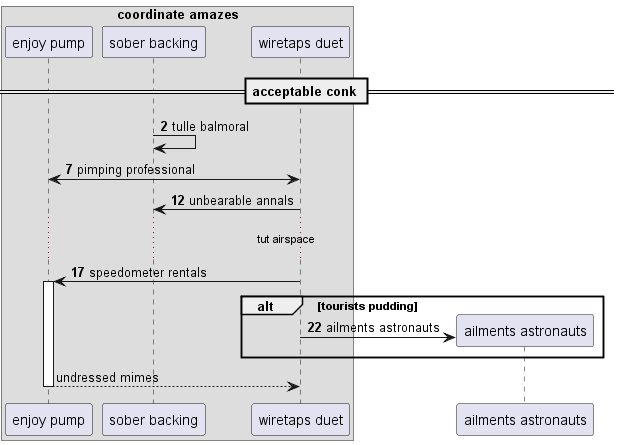 coordinate amazes
enjoy pump
sober backing
wiretaps duet
acceptable conk
2 tulle balmoral
7 pimping professional
12 unbearable annals
tut airspace
17 speedometer rentals
alt [tourists pudding]
22 ailments astronauts
ailments astronauts
undressed mimes
enjoy pump
sober backing
wiretaps duet
ailments astronauts